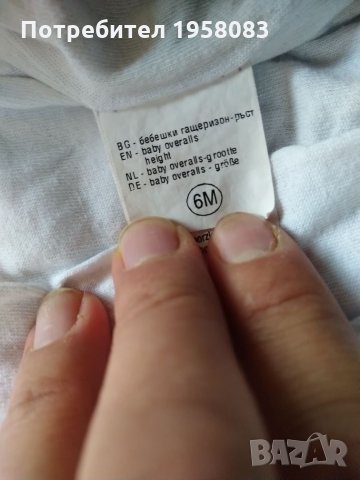 Потребител 1958083
BG - бебешки гащеризон-ръст
EN - baby overalls
height
NL - baby overalls-grootte
DE - baby overalls - größe
6M
BAZAR